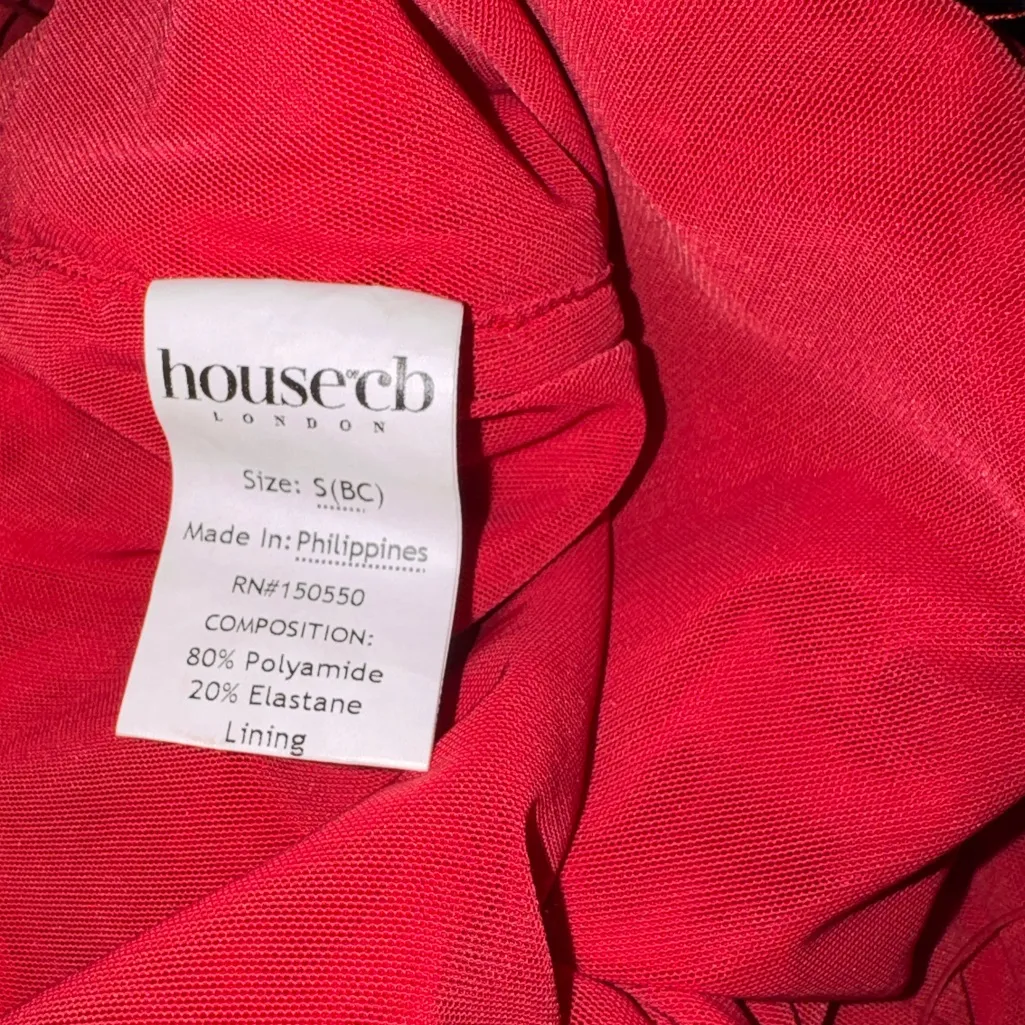 house of cb
LONDON
Size: S(BC)
Made In: Philippines
RN#150550
COMPOSITION:
80% Polyamide
20% Elastane
Lining